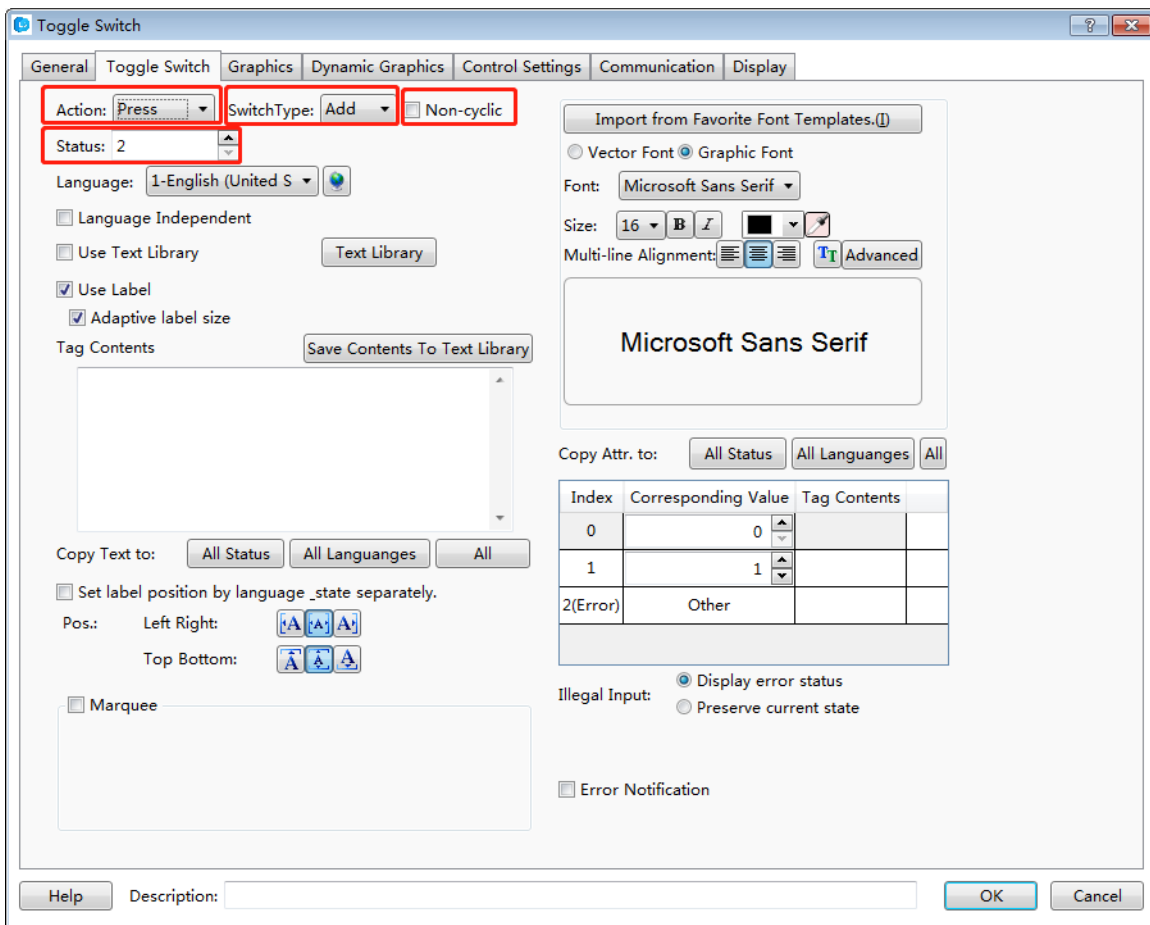 Toggle Switch
General Toggle Switch Graphics Dynamic Graphics Control Settings Communication Display
Action: Press SwitchType: Add Non-cyclic
Status: 2
Language: 1-English (United S
Language Independent
Use Text Library Text Library
Use Label
Adaptive label size
Tag Contents Save Contents To Text Library
Copy Text to: All Status All Languanges All
Set label position by language _state separately.
Pos.: Left Right: A A A
Top Bottom: A A A
Marquee
Import from Favorite Font Templates.(I)
Vector Font Graphic Font
Font: Microsoft Sans Serif
Size: 16 B I
Multi-line Alignment: TT Advanced
Microsoft Sans Serif
Copy Attr. to: All Status All Languanges All
Index Corresponding Value Tag Contents
0 0
1 1
2(Error) Other
Illegal Input: Display error status
Preserve current state
Error Notification
Help Description: OK Cancel